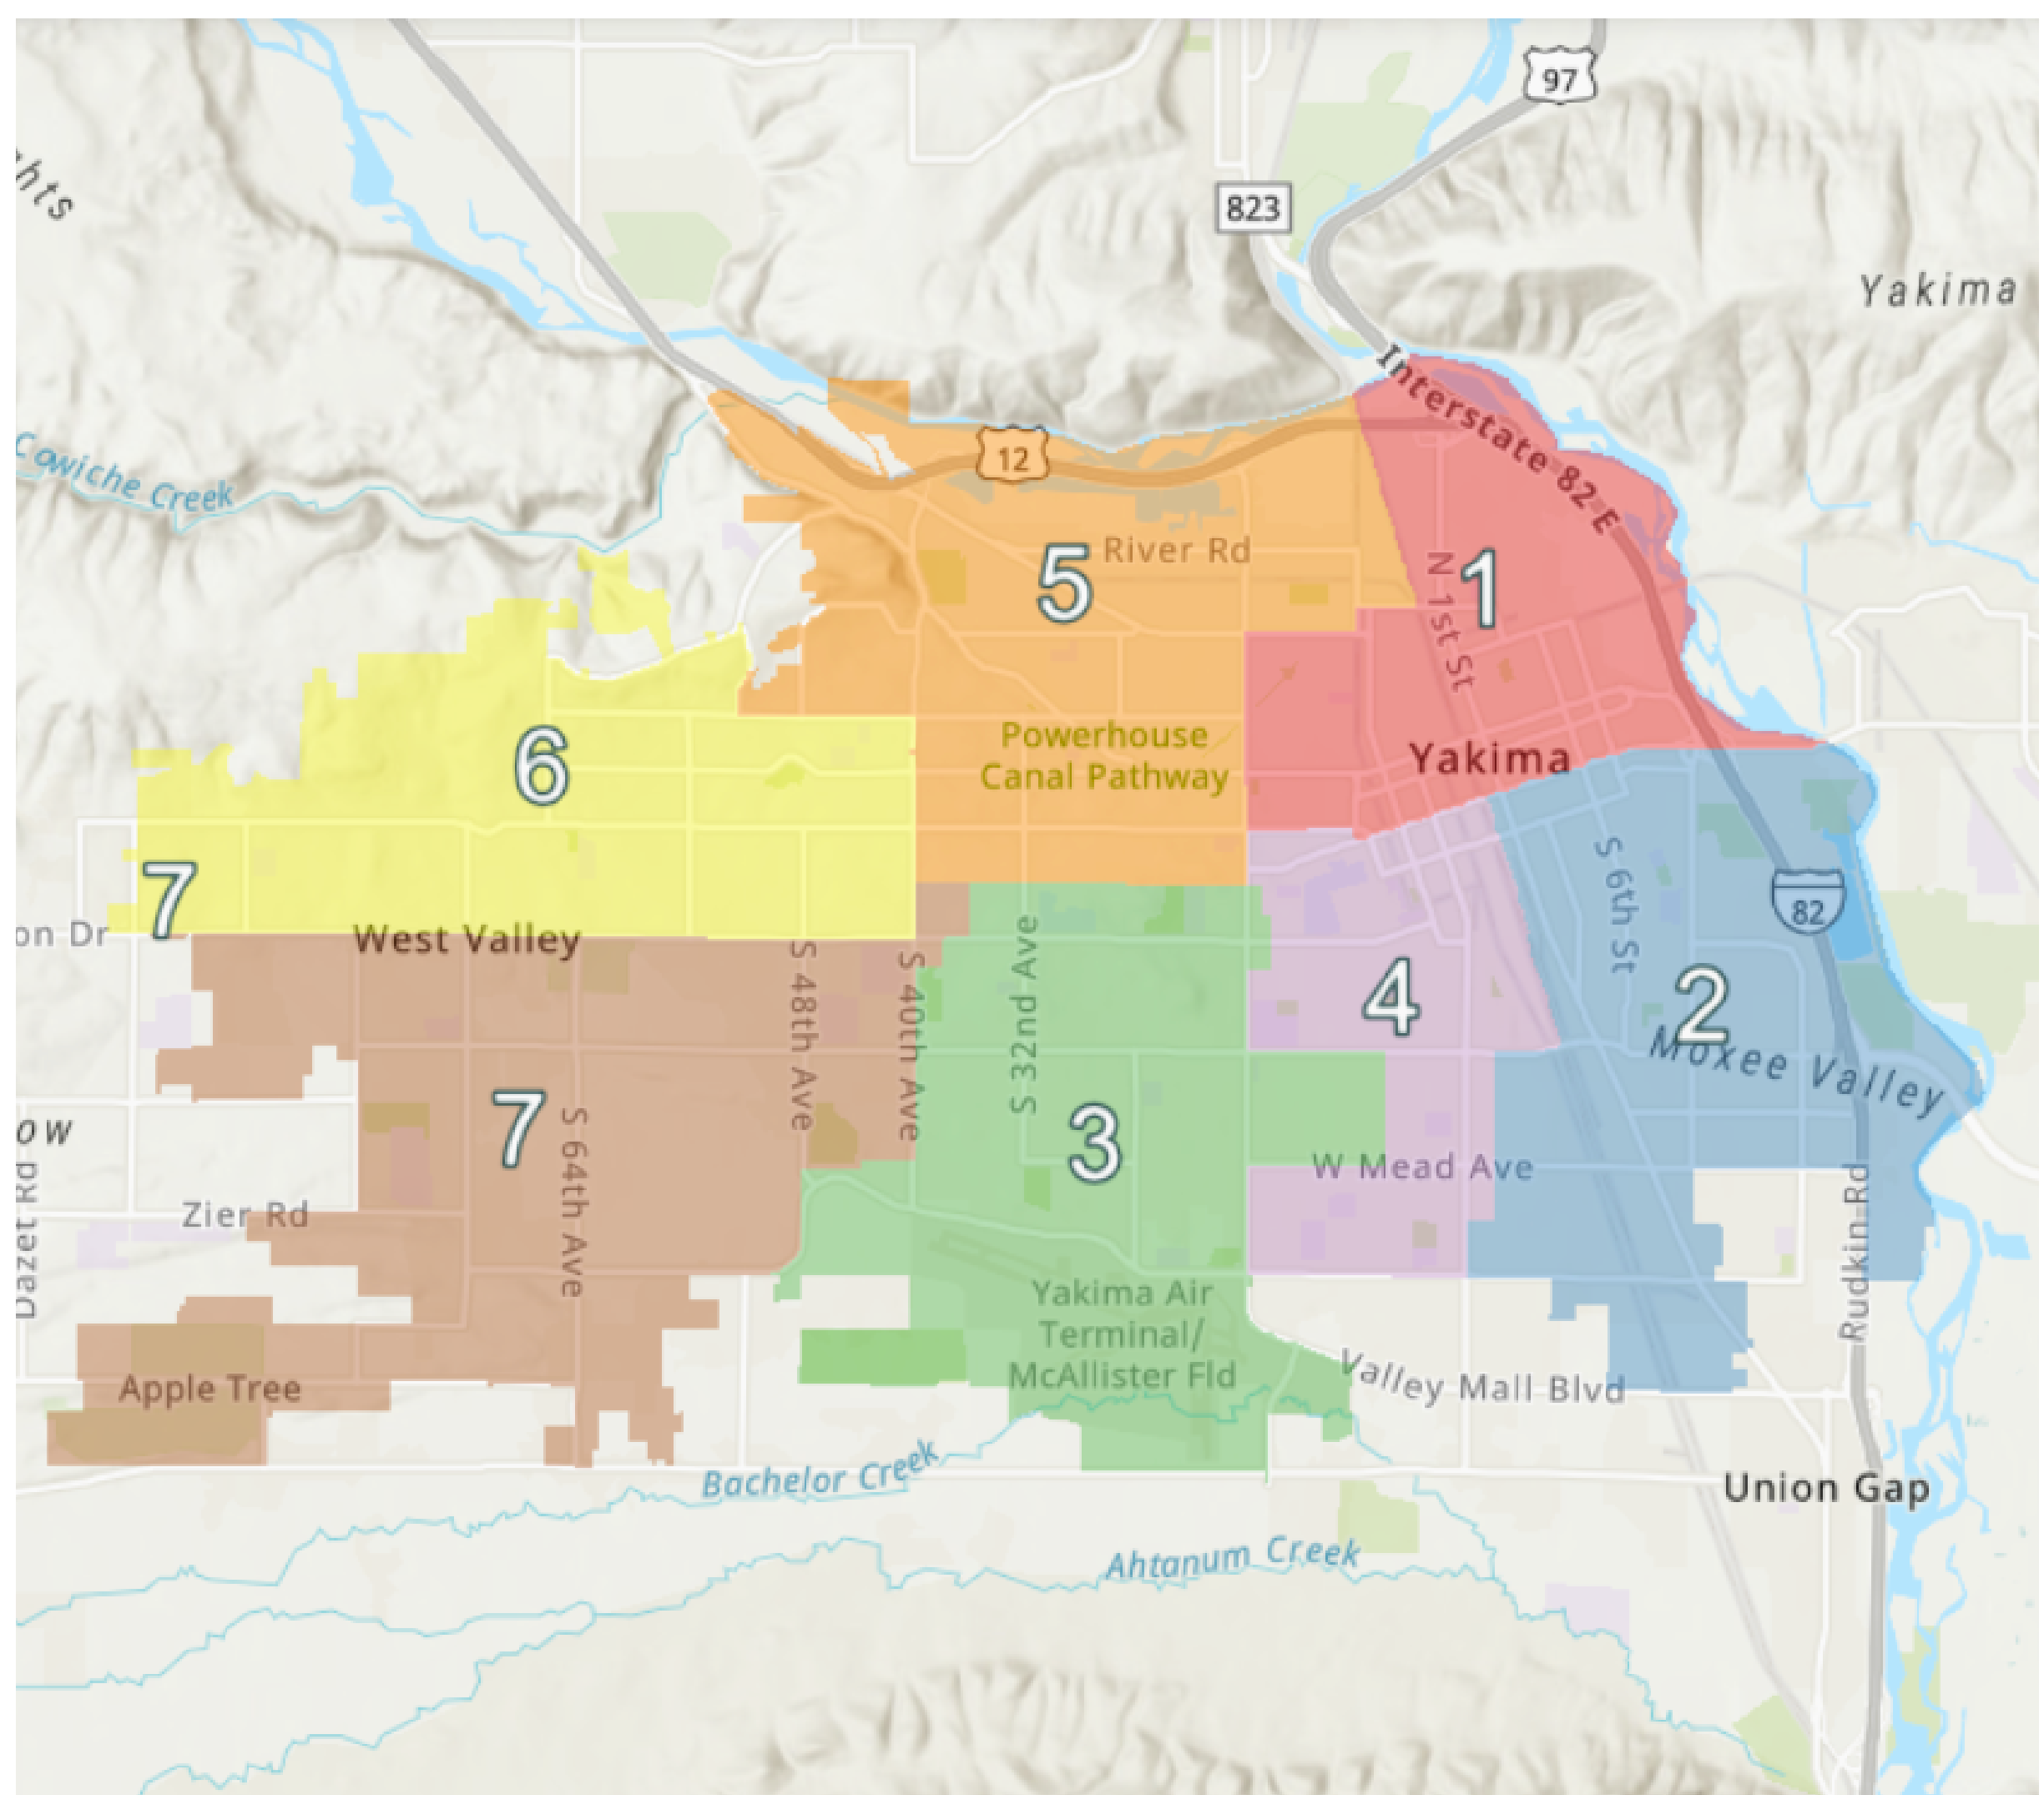 97
823
Yakima
ghts
Interstate 82 E
Cowiche Creek
12
River Rd
5
1
N 1st St
Powerhouse
Canal Pathway
Yakima
6
7
on Dr
West Valley
S 6th St
82
S 48th Ave
S 40th Ave
S 32nd Ave
4
2
Moxee Valley
7
S 64th Ave
3
W Mead Ave
ow
Dazet Rd
Zier Rd
Rudkin Rd
Yakima Air
Terminal/
McAllister Fld
Apple Tree
Valley Mall Blvd
Bachelor Creek
Union Gap
Ahtanum Creek